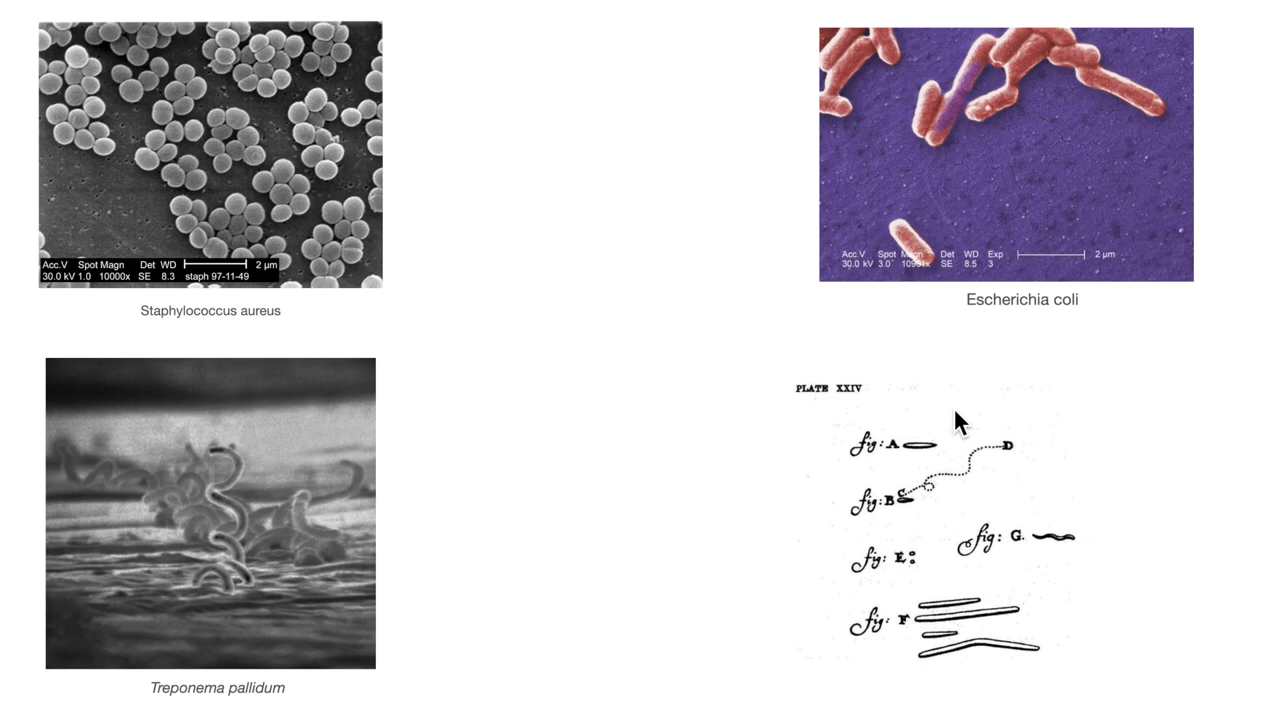 Acc.V Spot Magn Det WD 2 µm
30.0 kV 1.0 10000x SE 8.3 staph 97-11-49
Staphylococcus aureus
Acc.V Spot Magn Det WD Exp 2 µm
30.0 kV 3.0 10961x SE 8.5 3
Escherichia coli
Treponema pallidum
PLATE XXIV
fig: A
D
C
fig: B
fig: G.
fig: E
fig: F